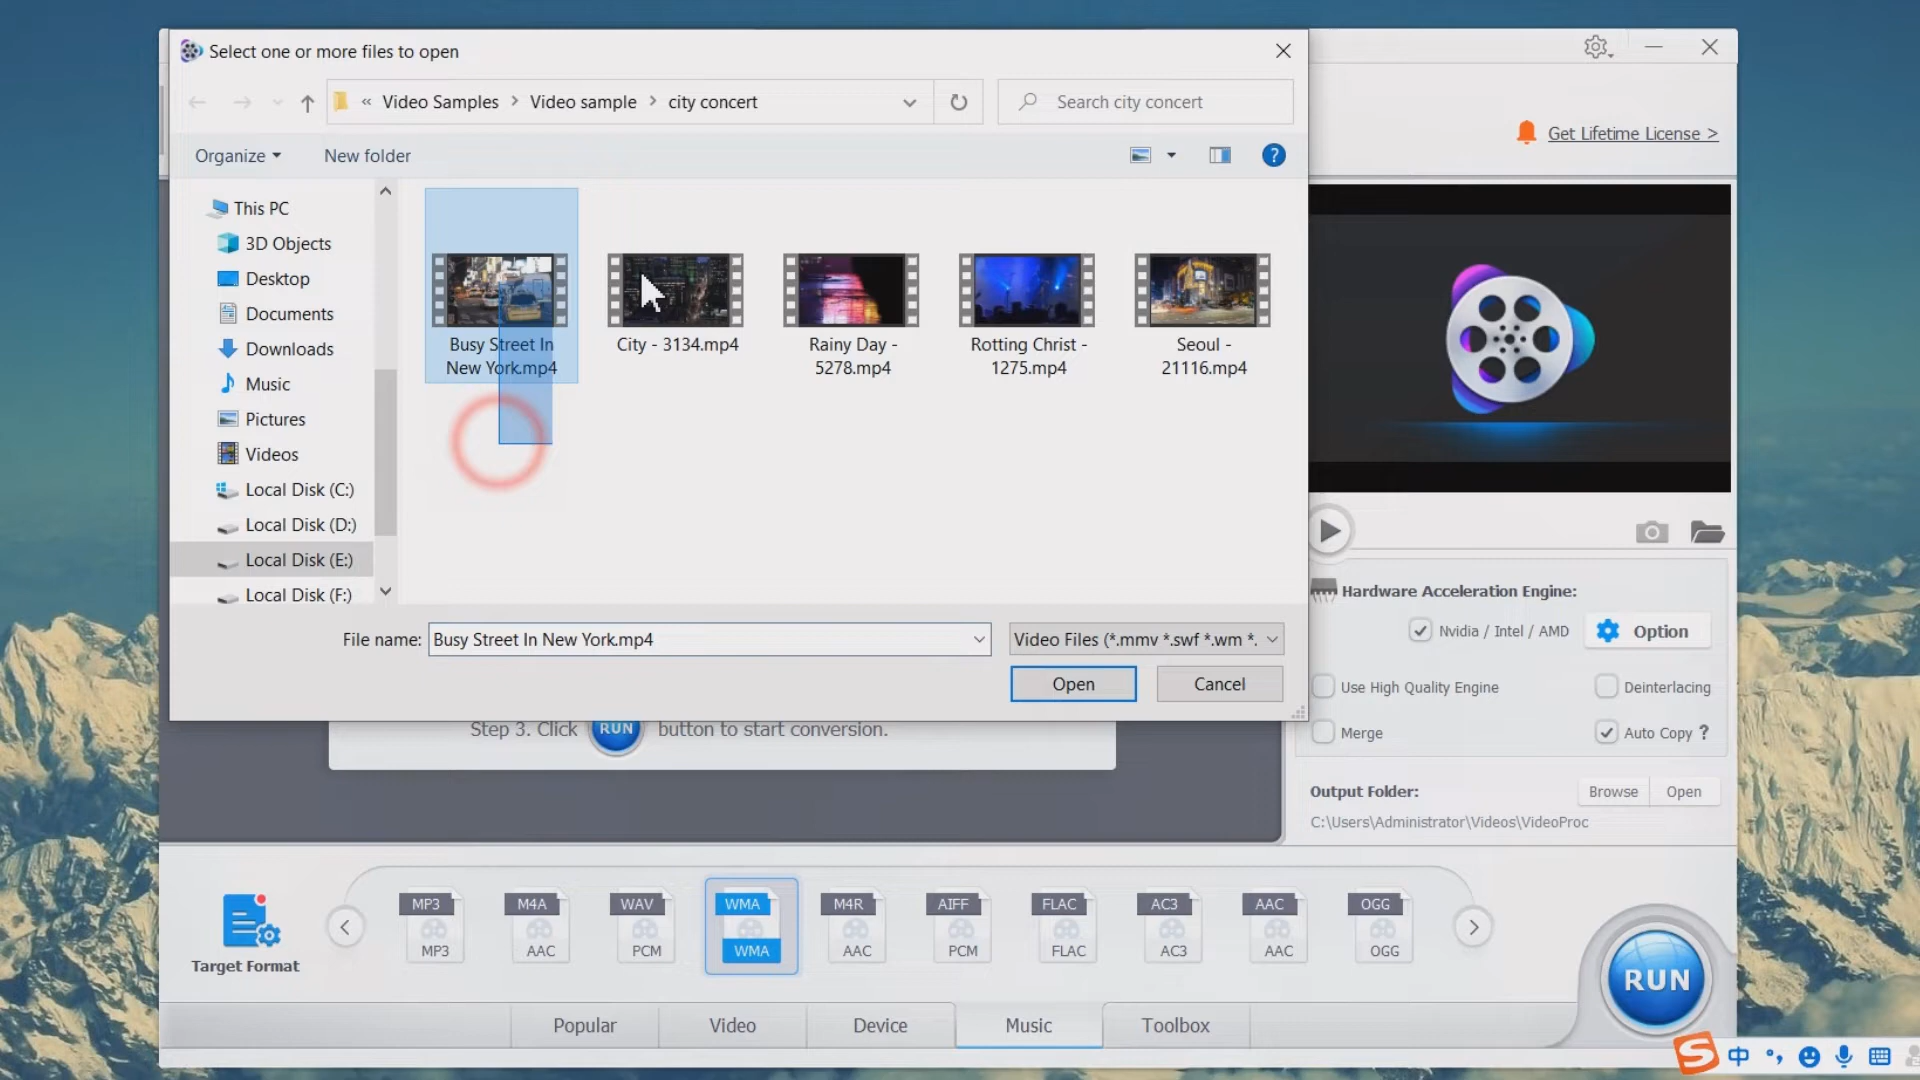 Select one or more files to open
« Video Samples > Video sample > city concert
Search city concert
Get Lifetime License >
Organize
New folder
?
This PC
3D Objects
Desktop
Documents
Downloads
Music
Pictures
Videos
Local Disk (C:)
Local Disk (D:)
Local Disk (E:)
Local Disk (F:)
Busy Street In
New York.mp4
City - 3134.mp4
Rainy Day -
5278.mp4
Rotting Christ -
1275.mp4
Seoul -
21116.mp4
File name: Busy Street In New York.mp4
Video Files (*.mmv *.swf *.wm *.
Open
Cancel
Hardware Acceleration Engine:
Nvidia / Intel / AMD
Option
Use High Quality Engine
Deinterlacing
Merge
Auto Copy ?
Step 3. Click RUN button to start conversion.
Output Folder:
Browse
Open
C:\Users\Administrator\Videos\VideoProc
Target Format
MP3
MP3
M4A
AAC
WAV
PCM
WMA
WMA
M4R
AAC
AIFF
PCM
FLAC
FLAC
AC3
AC3
AAC
AAC
OGG
OGG
RUN
Popular
Video
Device
Music
Toolbox
S 中